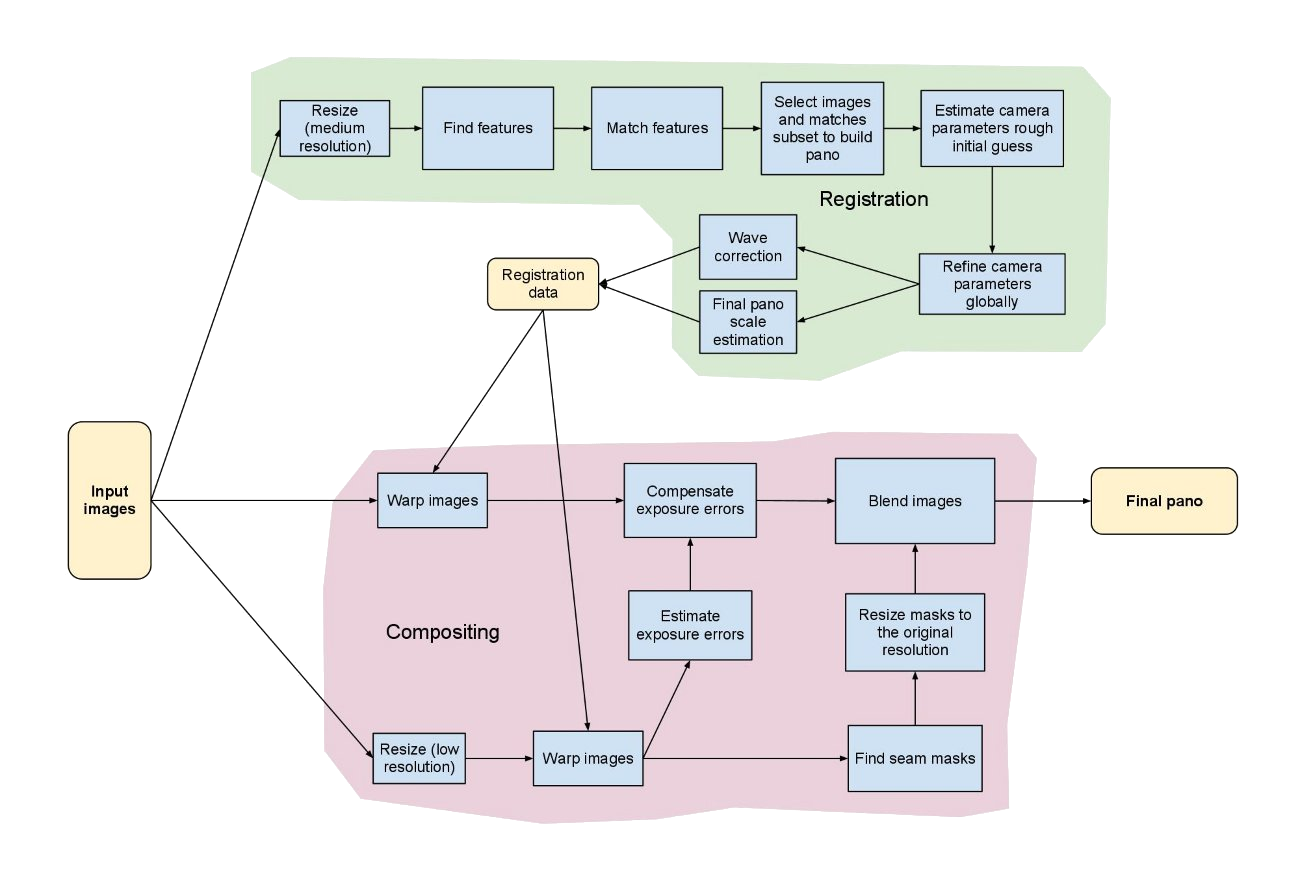 Resize
(medium
resolution)
Find features
Match features
Select images
and matches
subset to build
pano
Estimate camera
parameters rough
initial guess
Registration
Wave
correction
Refine camera
parameters
globally
Registration
data
Final pano
scale
estimation
Input
images
Warp images
Compensate
exposure errors
Blend images
Final pano
Estimate
exposure errors
Resize masks to
the original
resolution
Compositing
Resize (low
resolution)
Warp images
Find seam masks